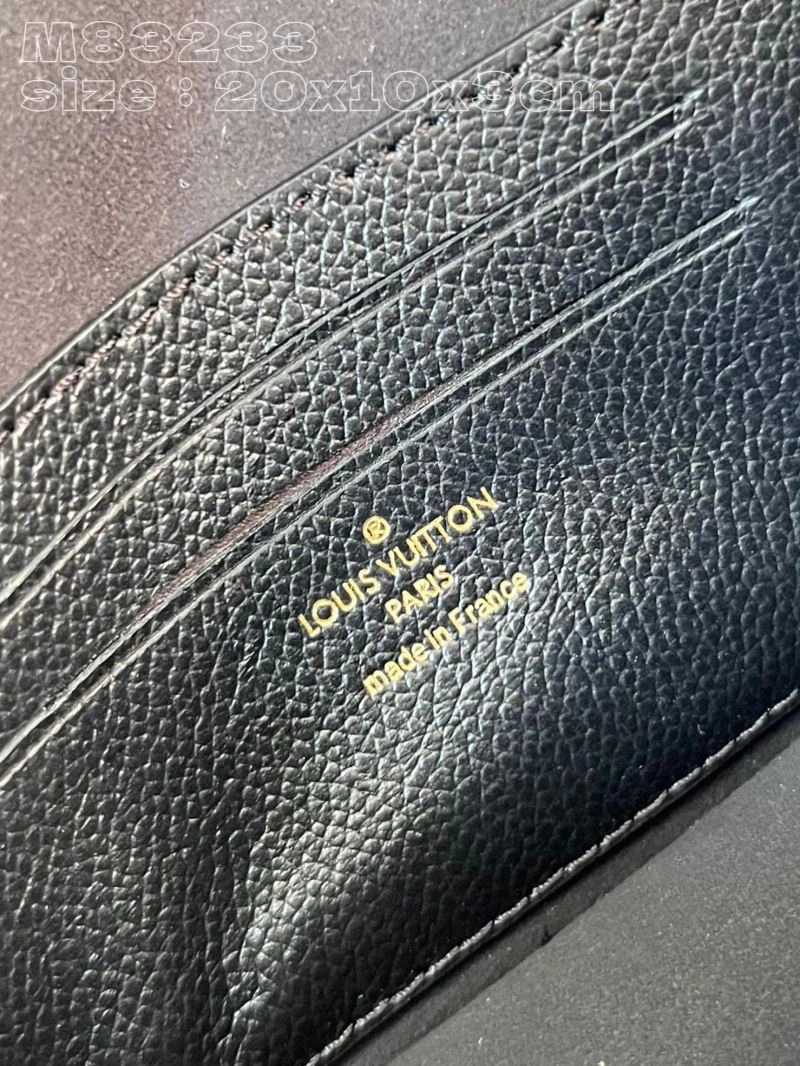 M83233
size : 20x10x3cm
®
LOUIS VUITTON
PARIS
made in France